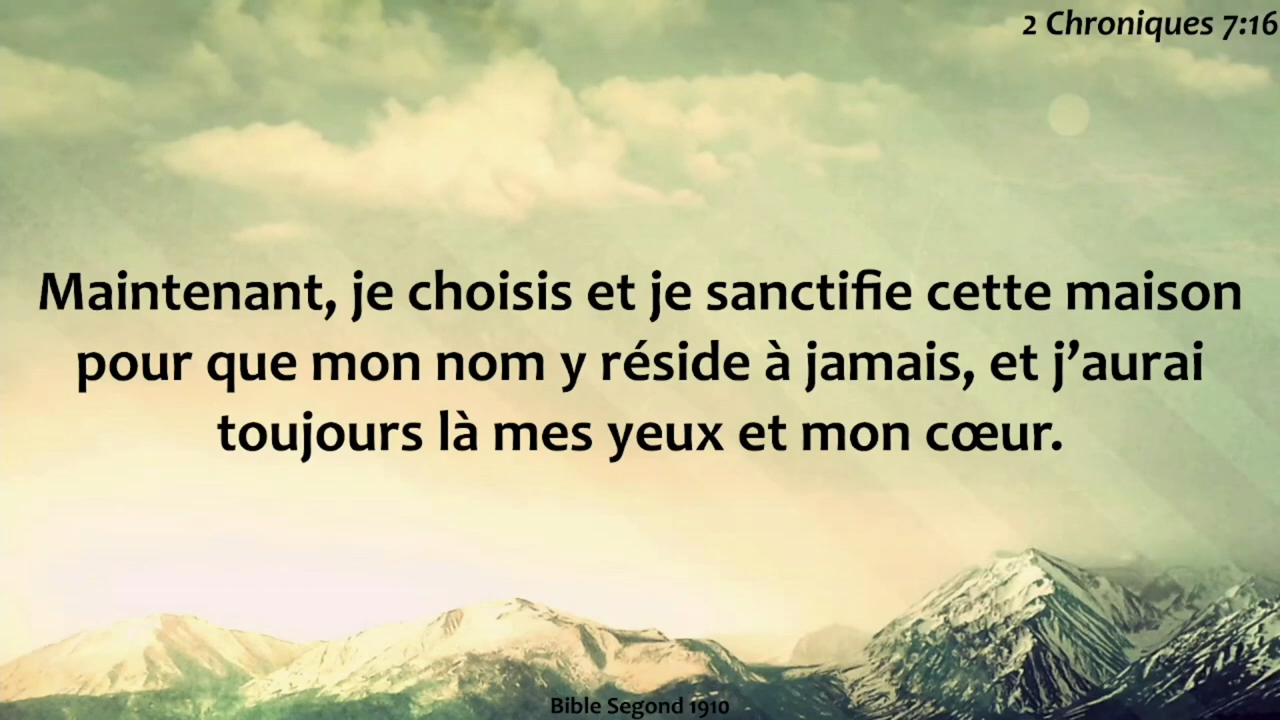 2 Chroniques 7:16
Maintenant, je choisis et je sanctifie cette maison
pour que mon nom y réside à jamais, et j’aurai
toujours là mes yeux et mon cœur.
Bible Segond 1910